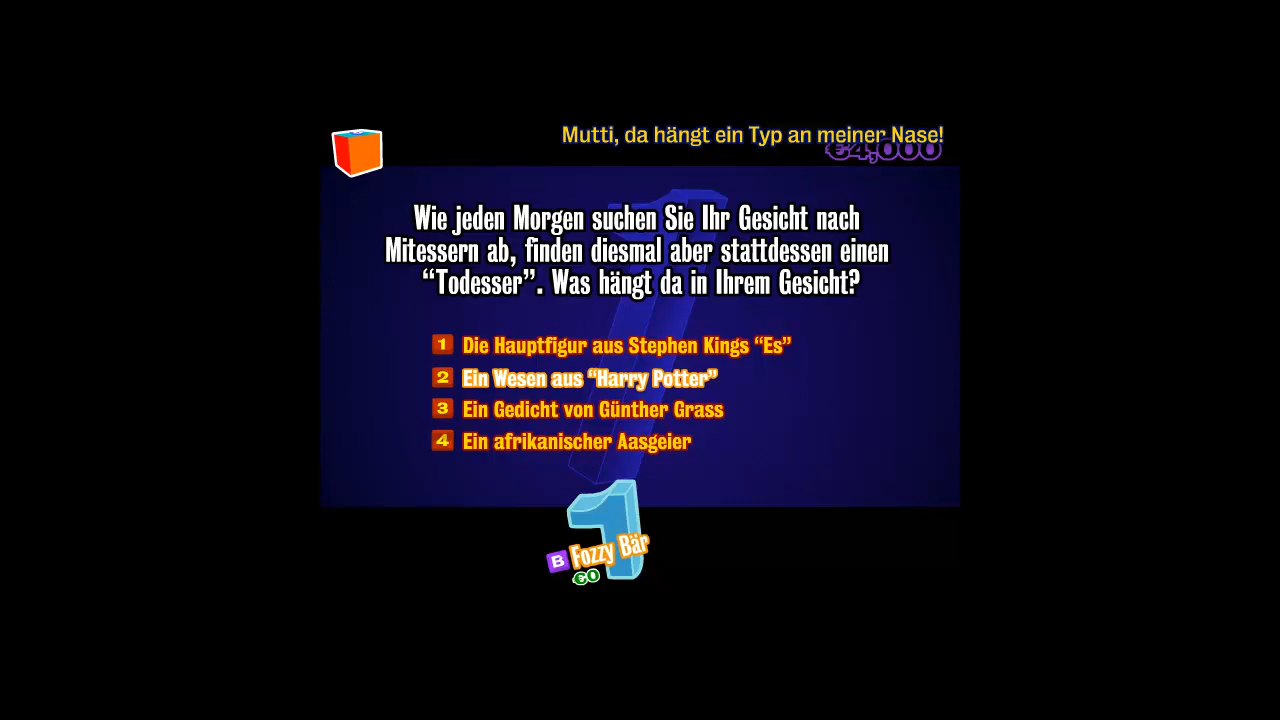 Mutti, da hängt ein Typ an meiner Nase!
€4,000
Wie jeden Morgen suchen Sie Ihr Gesicht nach
Mitessern ab, finden diesmal aber stattdessen einen
“Todesser”. Was hängt da in Ihrem Gesicht?
1 Die Hauptfigur aus Stephen Kings “Es”
2 Ein Wesen aus “Harry Potter”
3 Ein Gedicht von Günther Grass
4 Ein afrikanischer Aasgeier
1
B Fozzy Bär
€0